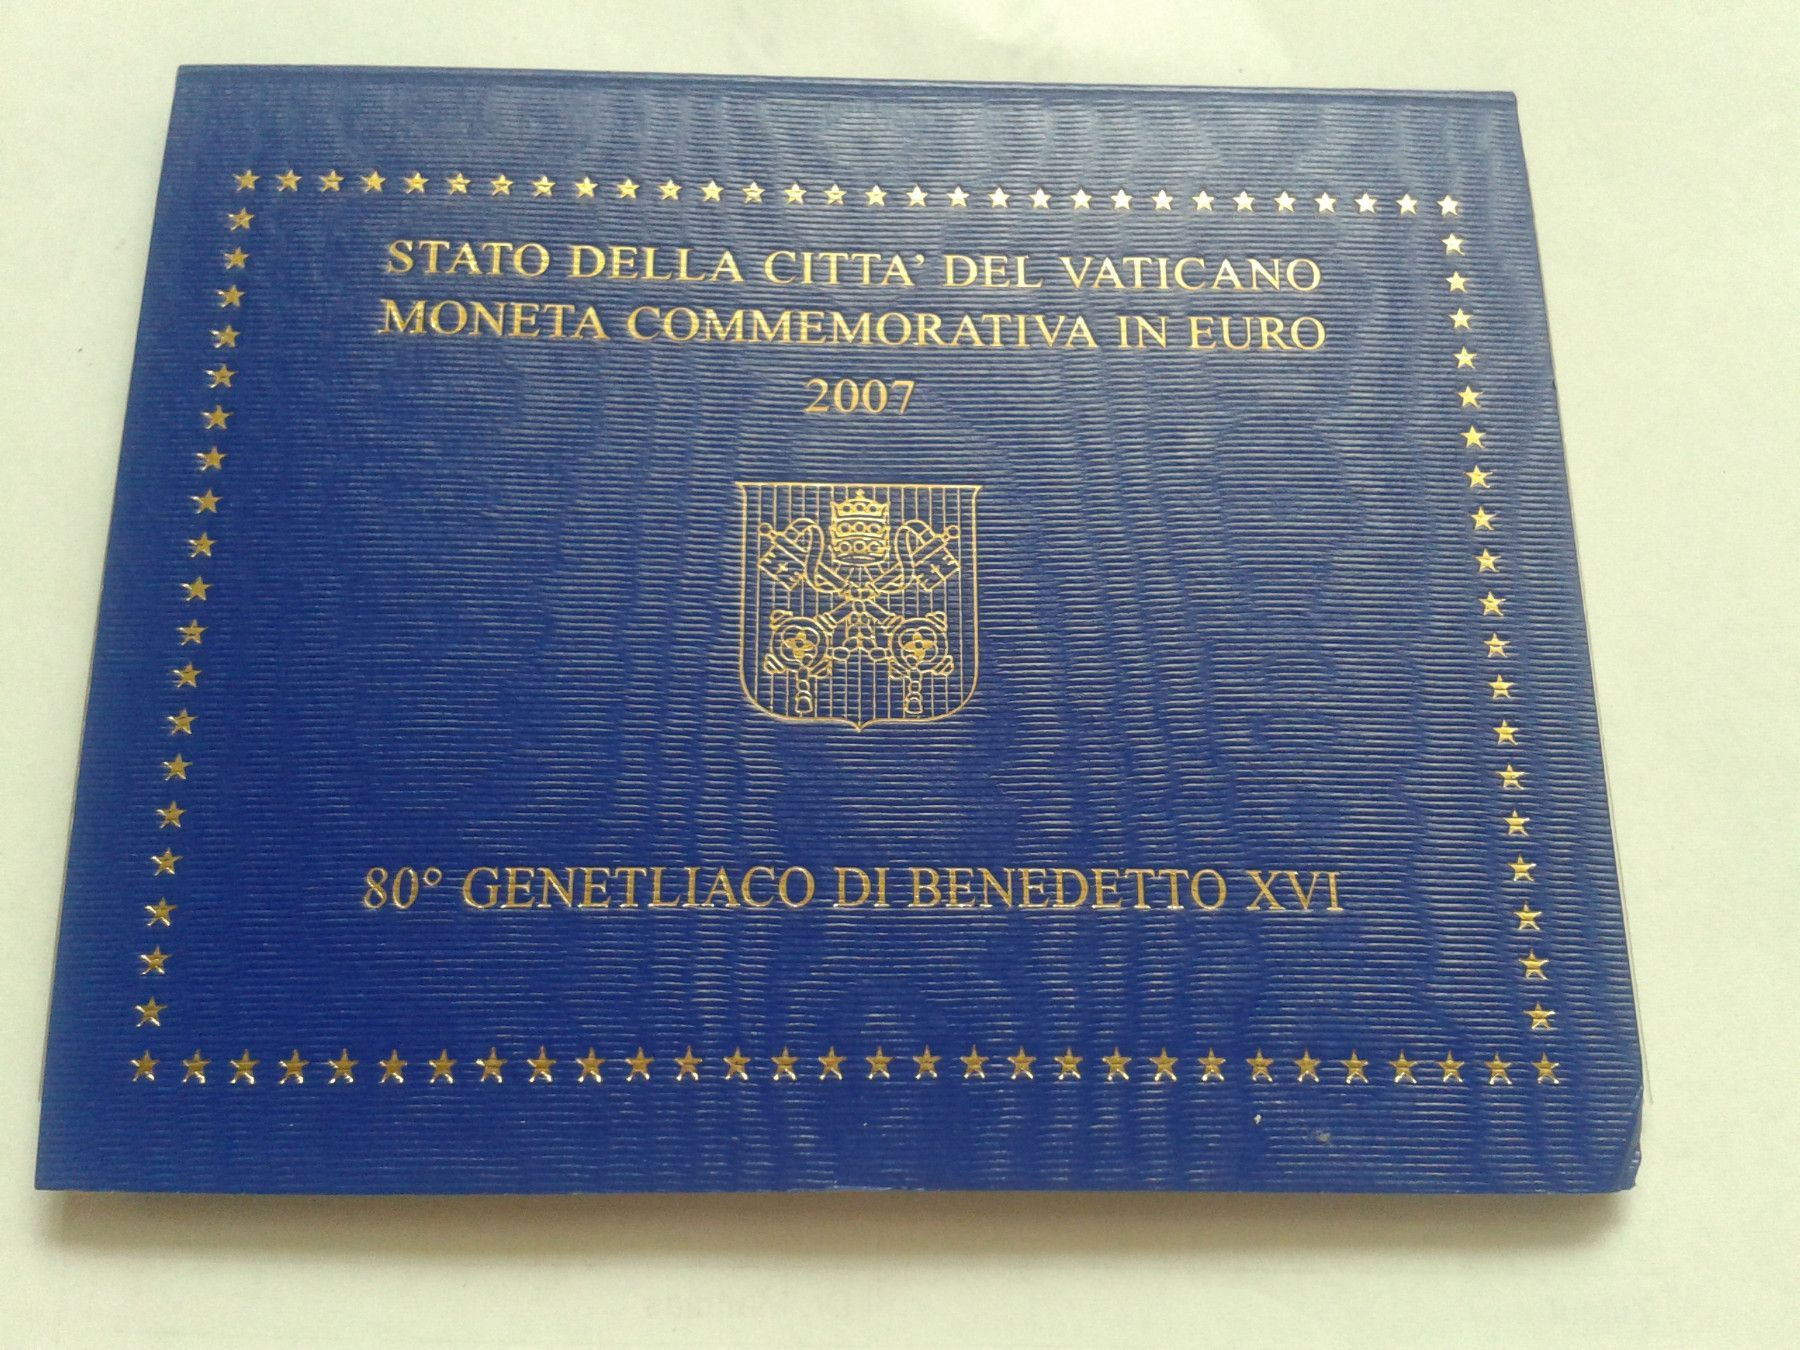 STATO DELLA CITTA' DEL VATICANO
MONETA COMMEMORATIVA IN EURO
2007
80° GENETLIACO DI BENEDETTO XVI